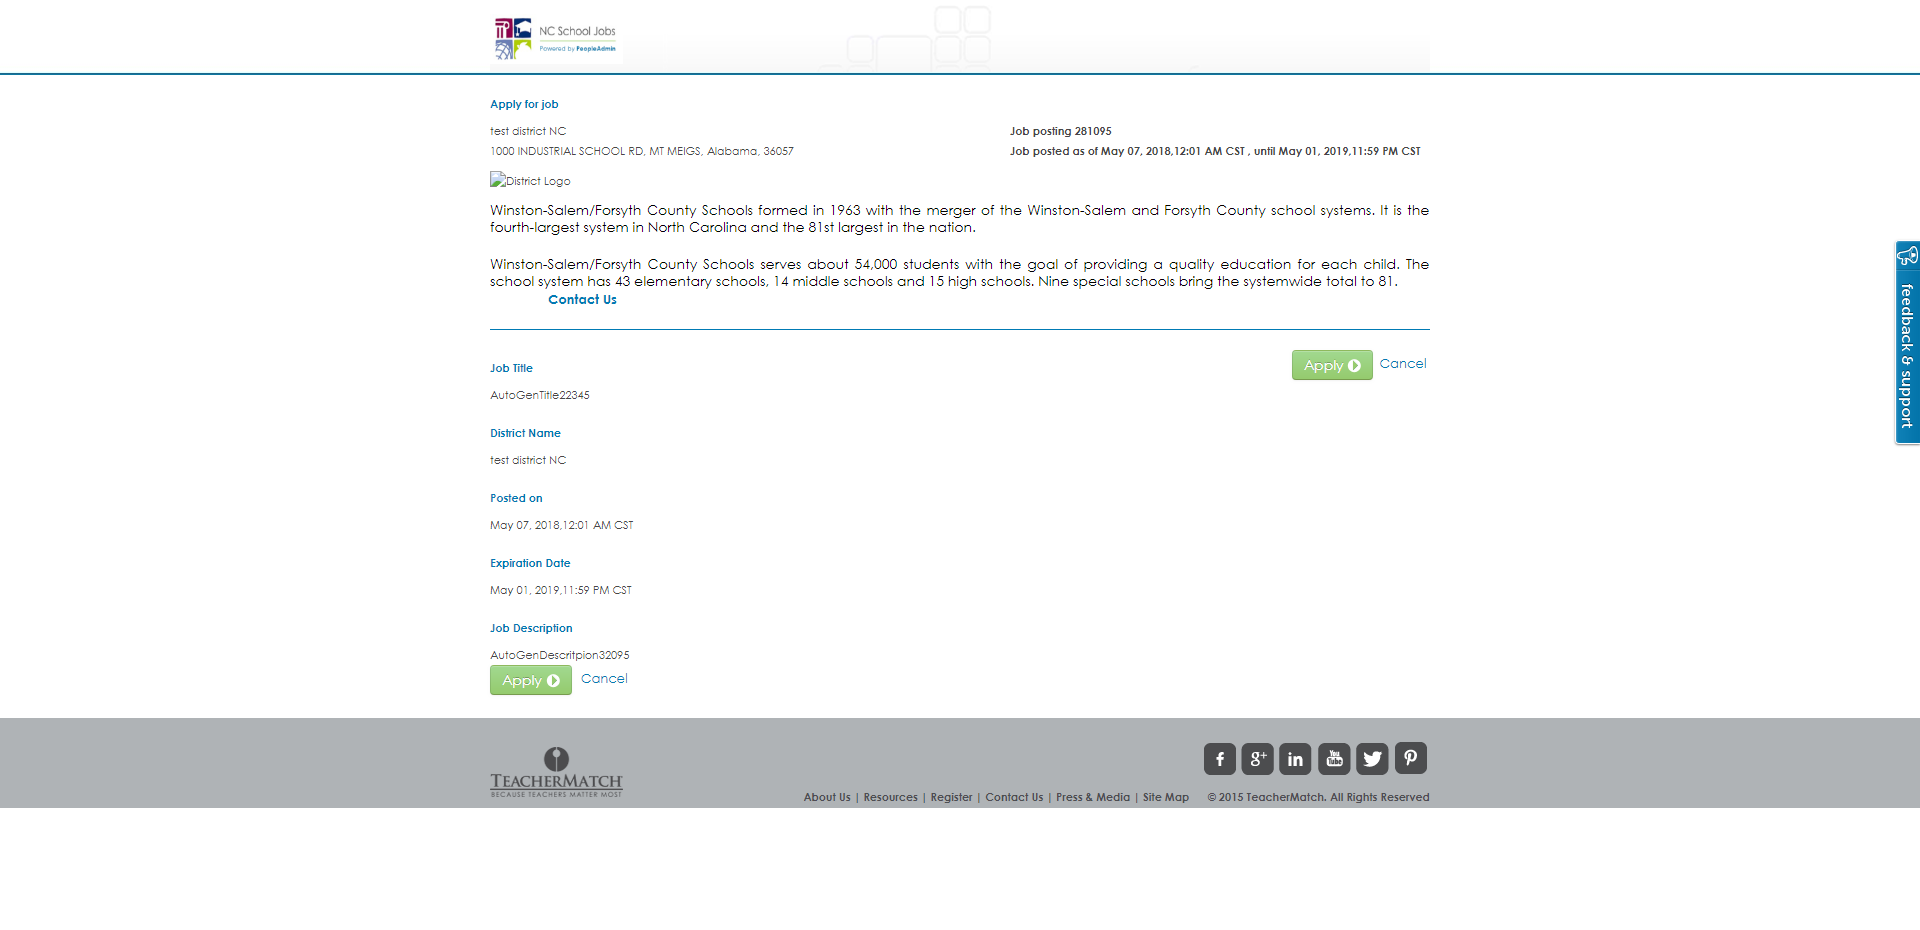 NC School Jobs
Powered by PeopleAdmin
Apply for job
test district NC
1000 INDUSTRIAL SCHOOL RD, MT MEIGS, Alabama, 36057
Job posting 281095
Job posted as of May 07, 2018,12:01 AM CST , until May 01, 2019,11:59 PM CST
District Logo
Winston-Salem/Forsyth County Schools formed in 1963 with the merger of the Winston-Salem and Forsyth County school systems. It is the
fourth-largest system in North Carolina and the 81st largest in the nation.
Winston-Salem/Forsyth County Schools serves about 54,000 students with the goal of providing a quality education for each child. The
school system has 43 elementary schools, 14 middle schools and 15 high schools. Nine special schools bring the systemwide total to 81.
Contact Us
Apply Cancel
Job Title
AutoGenTitle22345
District Name
test district NC
Posted on
May 07, 2018,12:01 AM CST
Expiration Date
May 01, 2019,11:59 PM CST
Job Description
AutoGenDescritpion32095
Apply Cancel
feedback & support
TEACHERMATCH
BECAUSE TEACHERS MATTER MOST
f g+ in You Tube
About Us | Resources | Register | Contact Us | Press & Media | Site Map © 2015 TeacherMatch. All Rights Reserved